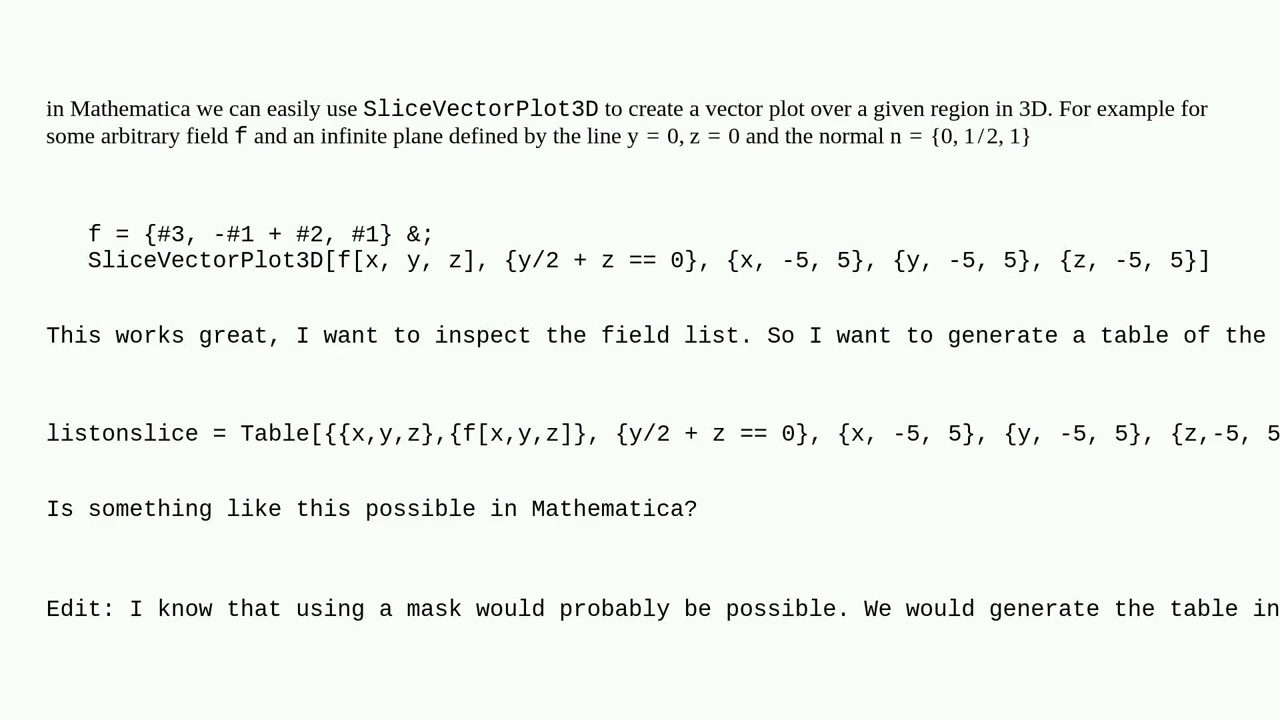 in Mathematica we can easily use SliceVectorPlot3D to create a vector plot over a given region in 3D. For example for
some arbitrary field f and an infinite plane defined by the line y = 0, z = 0 and the normal n = {0, 1/2, 1}
f = {#3, -#1 + #2, #1} &;
SliceVectorPlot3D[f[x, y, z], {y/2 + z == 0}, {x, -5, 5}, {y, -5, 5}, {z, -5, 5}]
This works great, I want to inspect the field list. So I want to generate a table of the
listonslice = Table[{{x,y,z},{f[x,y,z]}, {y/2 + z == 0}, {x, -5, 5}, {y, -5, 5}, {z,-5, 5
Is something like this possible in Mathematica?
Edit: I know that using a mask would probably be possible. We would generate the table in